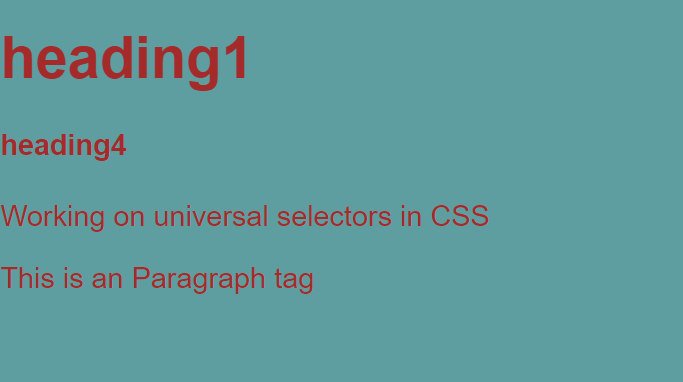 heading1
heading4
Working on universal selectors in CSS
This is an Paragraph tag